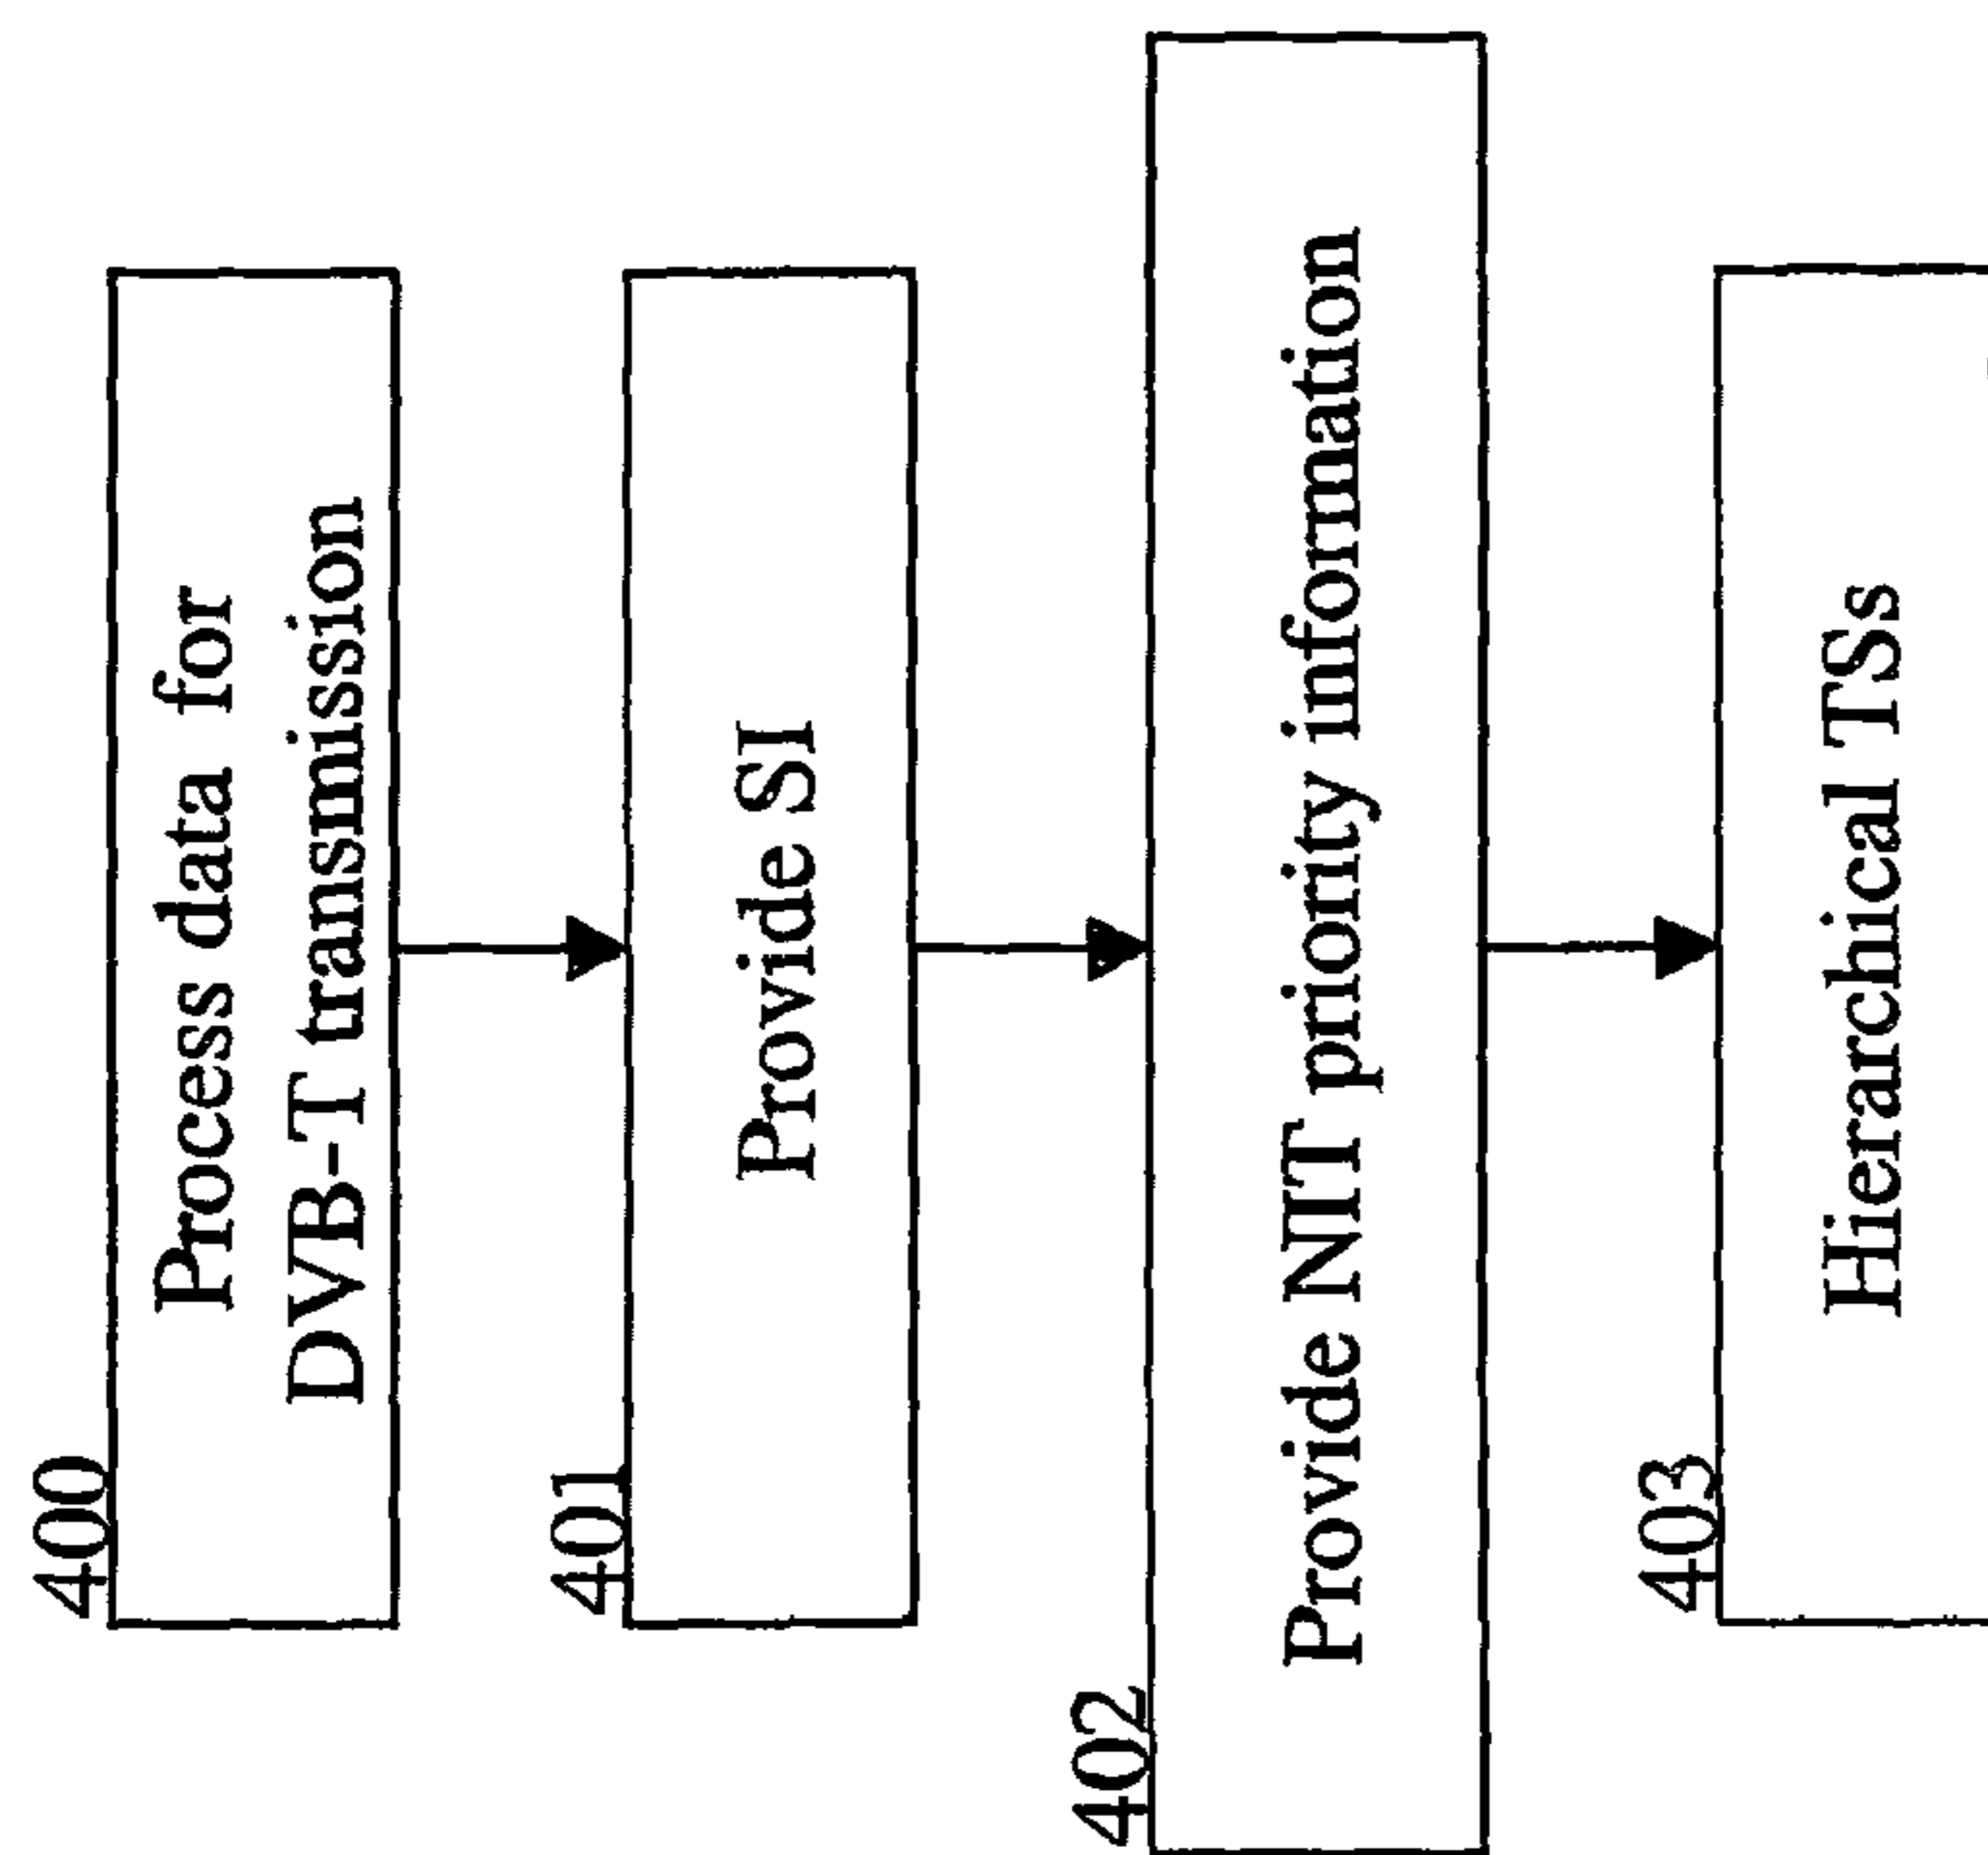 400
Process data for
DVB-T transmission
401
Provide SI
402
Provide NIT priority information
403
Hierarchical TSs